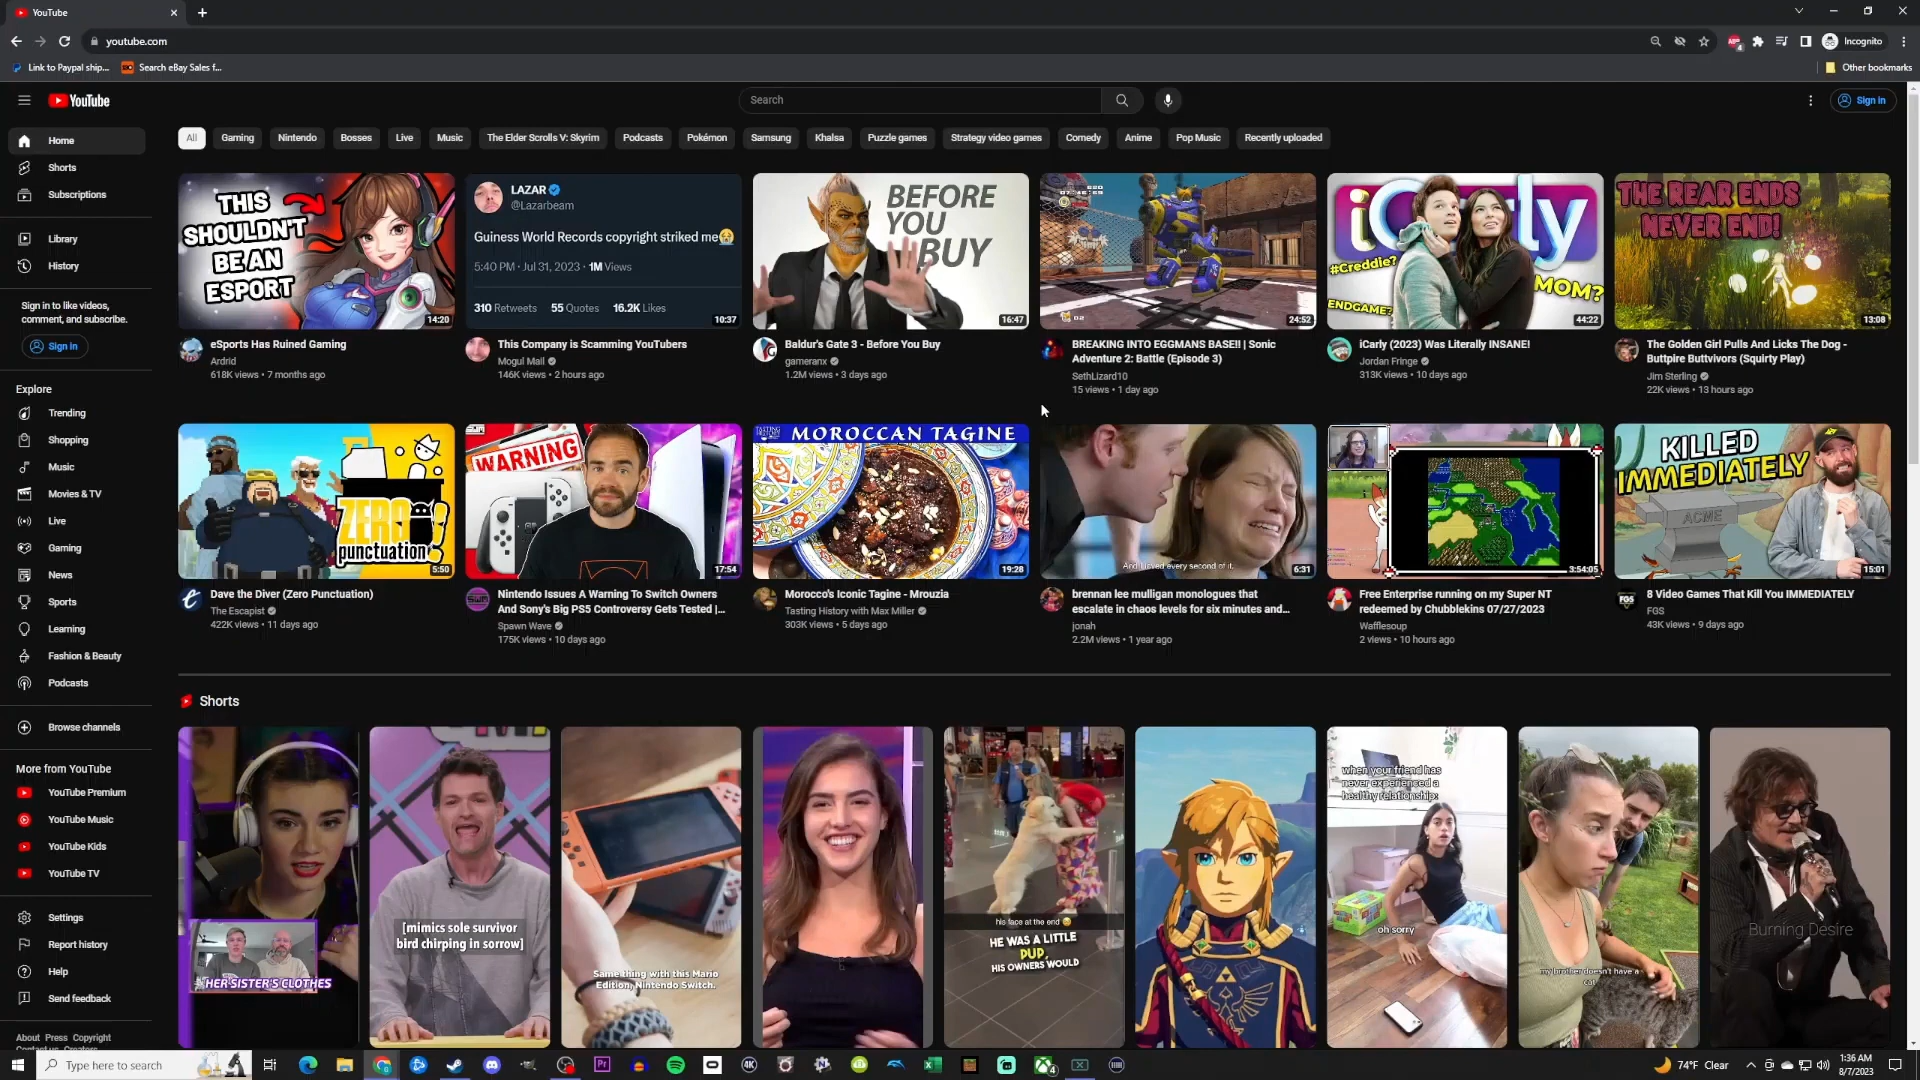 YouTube
youtube.com
Incognito
Link to Paypal ship...
Search eBay Sales f...
Other bookmarks
YouTube
Search
Sign in
Home
Shorts
Subscriptions
Library
History
Sign in to like videos,
comment, and subscribe.
Sign in
Explore
Trending
Shopping
Music
Movies & TV
Live
Gaming
News
Sports
Learning
Fashion & Beauty
Podcasts
Browse channels
More from YouTube
YouTube Premium
YouTube Music
YouTube Kids
YouTube TV
Settings
Report history
Help
Send feedback
About Press Copyright
All
Gaming
Nintendo
Bosses
Live
Music
The Elder Scrolls V: Skyrim
Podcasts
Pokémon
Samsung
Khalsa
Puzzle games
Strategy video games
Comedy
Anime
Pop Music
Recently uploaded
THIS
SHOULDN'T
BE AN
ESPORT
14:20
eSports Has Ruined Gaming
Ardrid
618K views • 7 months ago
LAZAR
@Lazarbeam
Guiness World Records copyright striked me😭
5:40 PM · Jul 31, 2023 · 1M Views
310 Retweets 55 Quotes 16.2K Likes
10:37
This Company is Scamming YouTubers
Mogul Mail
146K views • 2 hours ago
BEFORE
YOU
BUY
16:47
Baldur's Gate 3 - Before You Buy
gameranx
1.2M views • 3 days ago
24:52
BREAKING INTO EGGMANS BASE!! | Sonic
Adventure 2: Battle (Episode 3)
SethLizard10
15 views • 1 day ago
iCarly
#Creddie?
MOM?
ENDGAME?
44:22
iCarly (2023) Was Literally INSANE!
Jordan Fringe
313K views • 10 days ago
THE REAR ENDS
NEVER END!
13:08
The Golden Girl Pulls And Licks The Dog -
Buttpire Buttvivors (Squirty Play)
Jim Sterling
22K views • 13 hours ago
ZERO
punctuation
5:50
Dave the Diver (Zero Punctuation)
The Escapist
422K views • 11 days ago
WARNING
17:54
Nintendo Issues A Warning To Switch Owners
And Sony's Big PS5 Controversy Gets Tested |...
Spawn Wave
175K views • 10 days ago
MOROCCAN TAGINE
19:28
Morocco's Iconic Tagine - Mrouzia
Tasting History with Max Miller
303K views • 5 days ago
And I loved every second of it.
6:31
brennan lee mulligan monologues that
escalate in chaos levels for six minutes and...
jonah
2.2M views • 1 year ago
3:54:05
Free Enterprise running on my Super NT
redeemed by Chubblekins 07/27/2023
Wafflesoup
2 views • 10 hours ago
KILLED
IMMEDIATELY
ACME
15:01
8 Video Games That Kill You IMMEDIATELY
FGS
FGS
43K views • 9 days ago
Shorts
HER SISTER'S CLOTHES
[mimics sole survivor
bird chirping in sorrow]
Same thing with this Mario
Edition, Nintendo Switch.
his face at the end
HE WAS A LITTLE
PUP,
HIS OWNERS WOULD
when your friend has
never experienced a
healthy relationship:
oh sorry
my brother doesn't have a
cat
Burning Desire
Type here to search
Pr
4K
74°F Clear
1:36 AM
8/7/2023